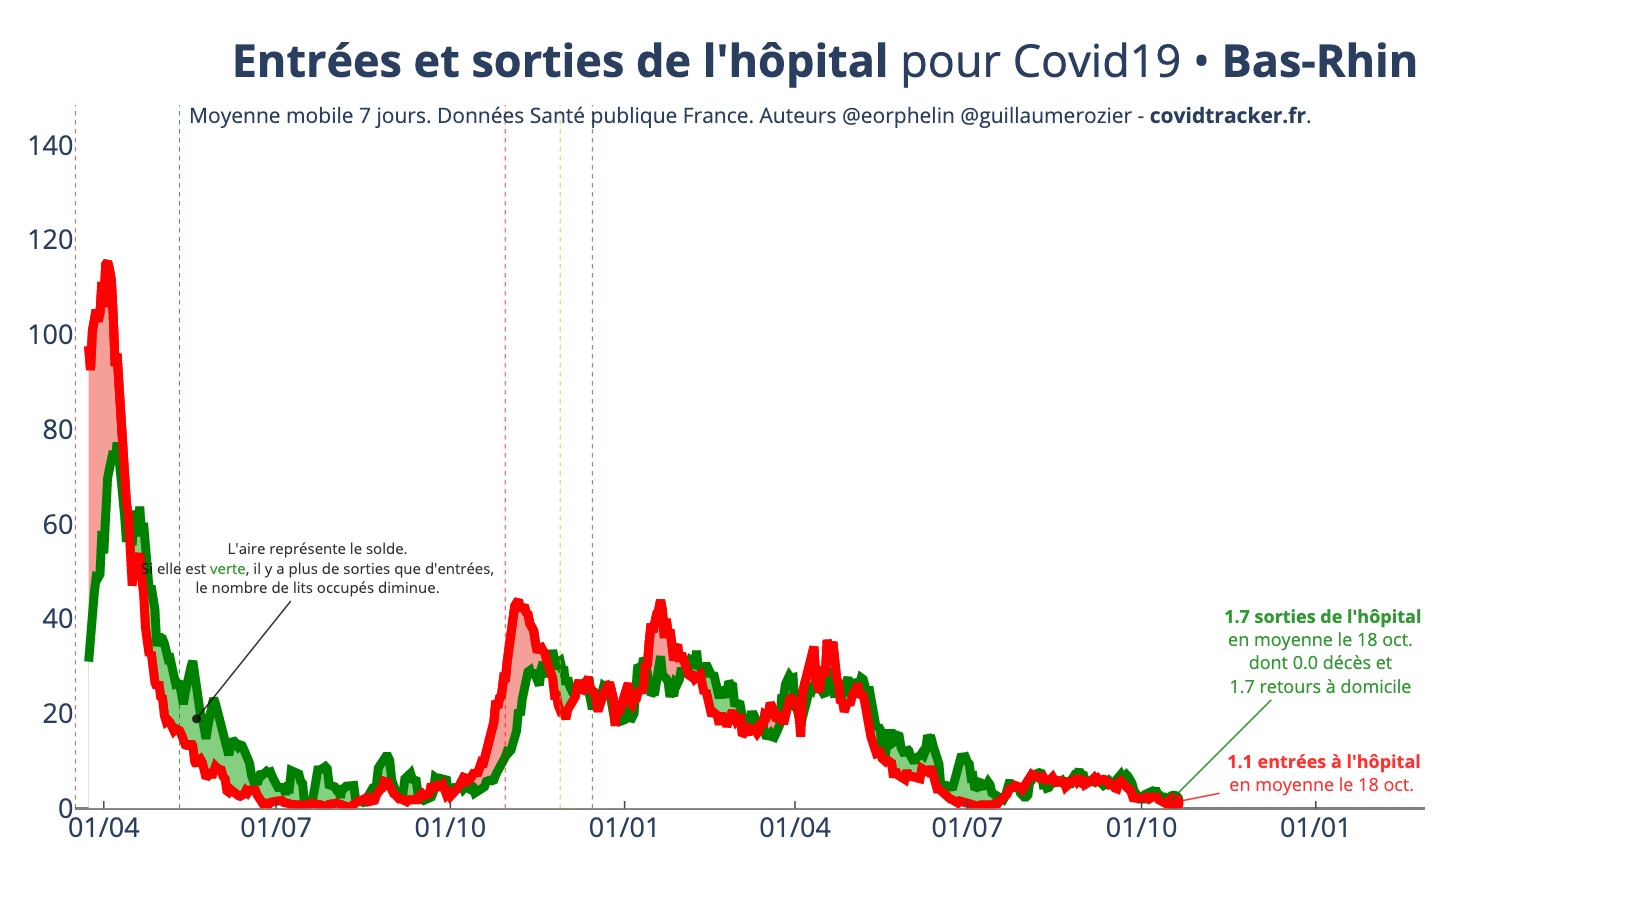 Entrées et sorties de l'hôpital pour Covid19 • Bas-Rhin
Moyenne mobile 7 jours. Données Santé publique France. Auteurs @eorphelin @guillaumerozier - covidtracker.fr.
140
120
100
80
60
40
20
0
L'aire représente le solde.
Si elle est verte, il y a plus de sorties que d'entrées,
le nombre de lits occupés diminue.
1.7 sorties de l'hôpital
en moyenne le 18 oct.
dont 0.0 décès et
1.7 retours à domicile
1.1 entrées à l'hôpital
en moyenne le 18 oct.
01/04 01/07 01/10 01/01 01/04 01/07 01/10 01/01